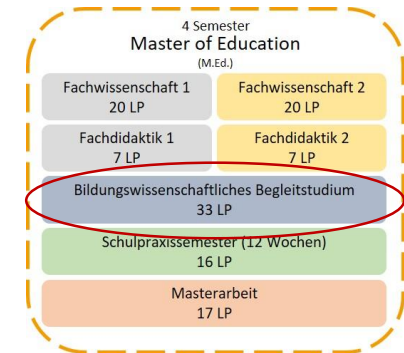 4 Semester
Master of Education
(M.Ed.)
Fachwissenschaft 1
20 LP
Fachwissenschaft 2
20 LP
Fachdidaktik 1
7 LP
Fachdidaktik 2
7 LP
Bildungswissenschaftliches Begleitstudium
33 LP
Schulpraxissemester (12 Wochen)
16 LP
Masterarbeit
17 LP